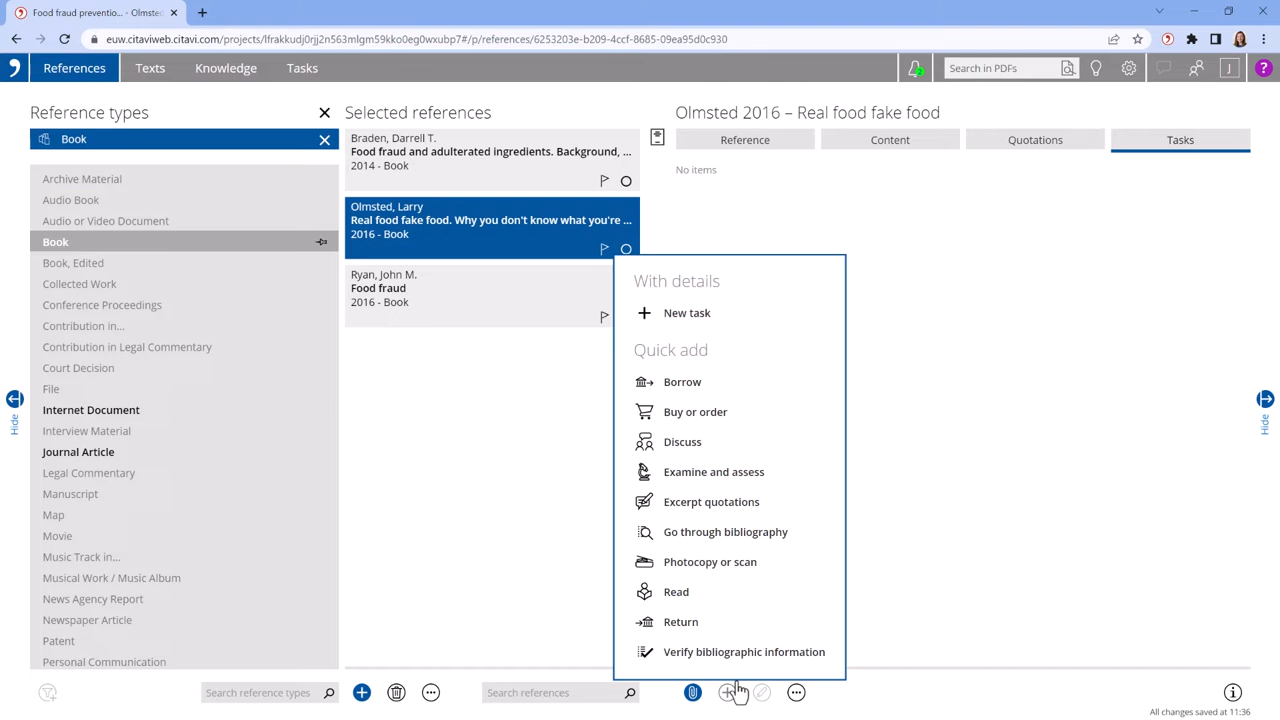 Food fraud preventio... - Olmsted
euw.citaviweb.citavi.com/projects/lfrakkudj0rjj2n563mlgm59kko0eg0wxubp7#/p/references/6253203e-b209-4ccf-8685-09ea95d0c930
References
Texts
Knowledge
Tasks
2
Search in PDFs
J
?
Reference types
Book
Archive Material
Audio Book
Audio or Video Document
Book
Book, Edited
Collected Work
Conference Proceedings
Contribution in...
Contribution in Legal Commentary
Court Decision
File
Internet Document
Interview Material
Journal Article
Legal Commentary
Manuscript
Map
Movie
Music Track in...
Musical Work / Music Album
News Agency Report
Newspaper Article
Patent
Personal Communication
Search reference types
Hide
Selected references
Braden, Darrell T.
Food fraud and adulterated ingredients. Background, ...
2014 - Book
Olmsted, Larry
Real food fake food. Why you don't know what you're ...
2016 - Book
Ryan, John M.
Food fraud
2016 - Book
Search references
Olmsted 2016 – Real food fake food
Reference
Content
Quotations
Tasks
No items
With details
New task
Quick add
Borrow
Buy or order
Discuss
Examine and assess
Excerpt quotations
Go through bibliography
Photocopy or scan
Read
Return
Verify bibliographic information
Hide
All changes saved at 11:36